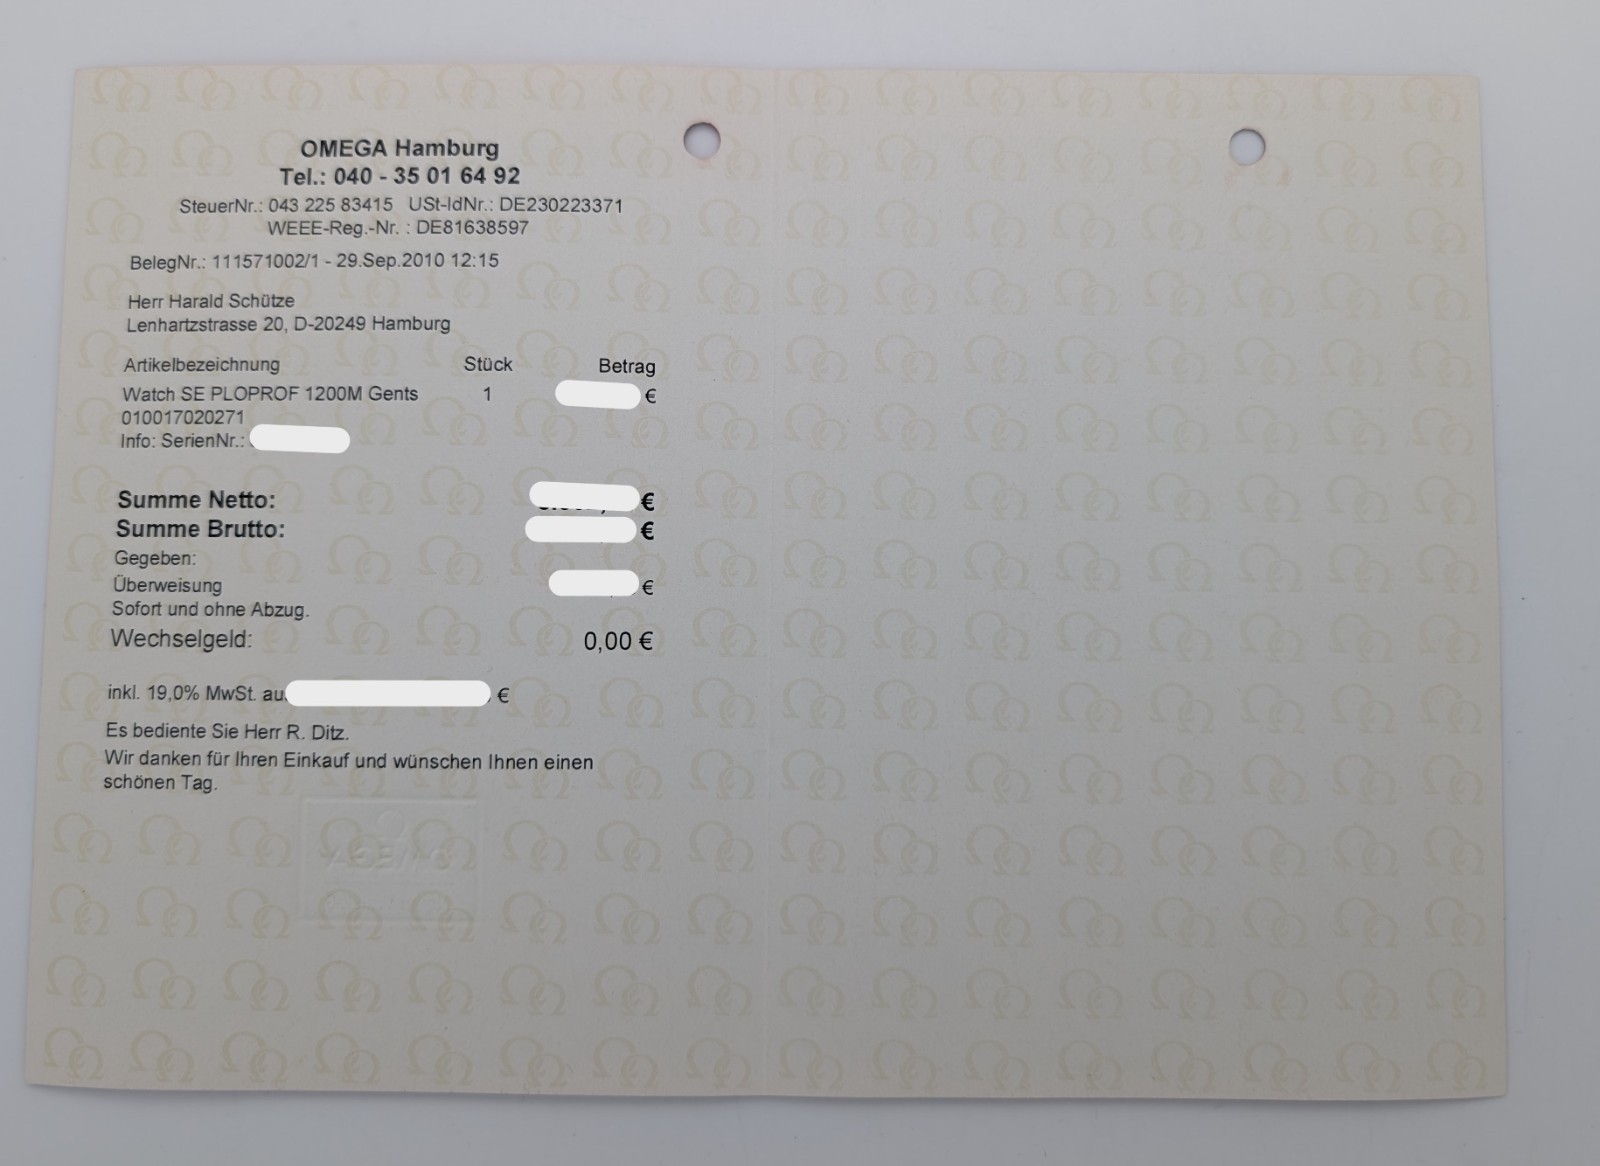 OMEGA Hamburg
Tel.: 040 - 35 01 64 92
SteuerNr.: 043 225 83415 USt-IdNr.: DE230223371
WEEE-Reg.-Nr. : DE81638597
BelegNr.: 111571002/1 - 29.Sep.2010 12:15
Herr Harald Schütze
Lenhartzstrasse 20, D-20249 Hamburg
Artikelbezeichnung Stück Betrag
Watch SE PLOPROF 1200M Gents 1 €
010017020271
Info: SerienNr.:
Summe Netto: €
Summe Brutto: €
Gegeben:
Überweisung €
Sofort und ohne Abzug.
Wechselgeld: 0,00 €
inkl. 19,0% MwSt. €
Es bediente Sie Herr R. Ditz.
Wir danken für Ihren Einkauf und wünschen Ihnen einen
schönen Tag.
OMEGA